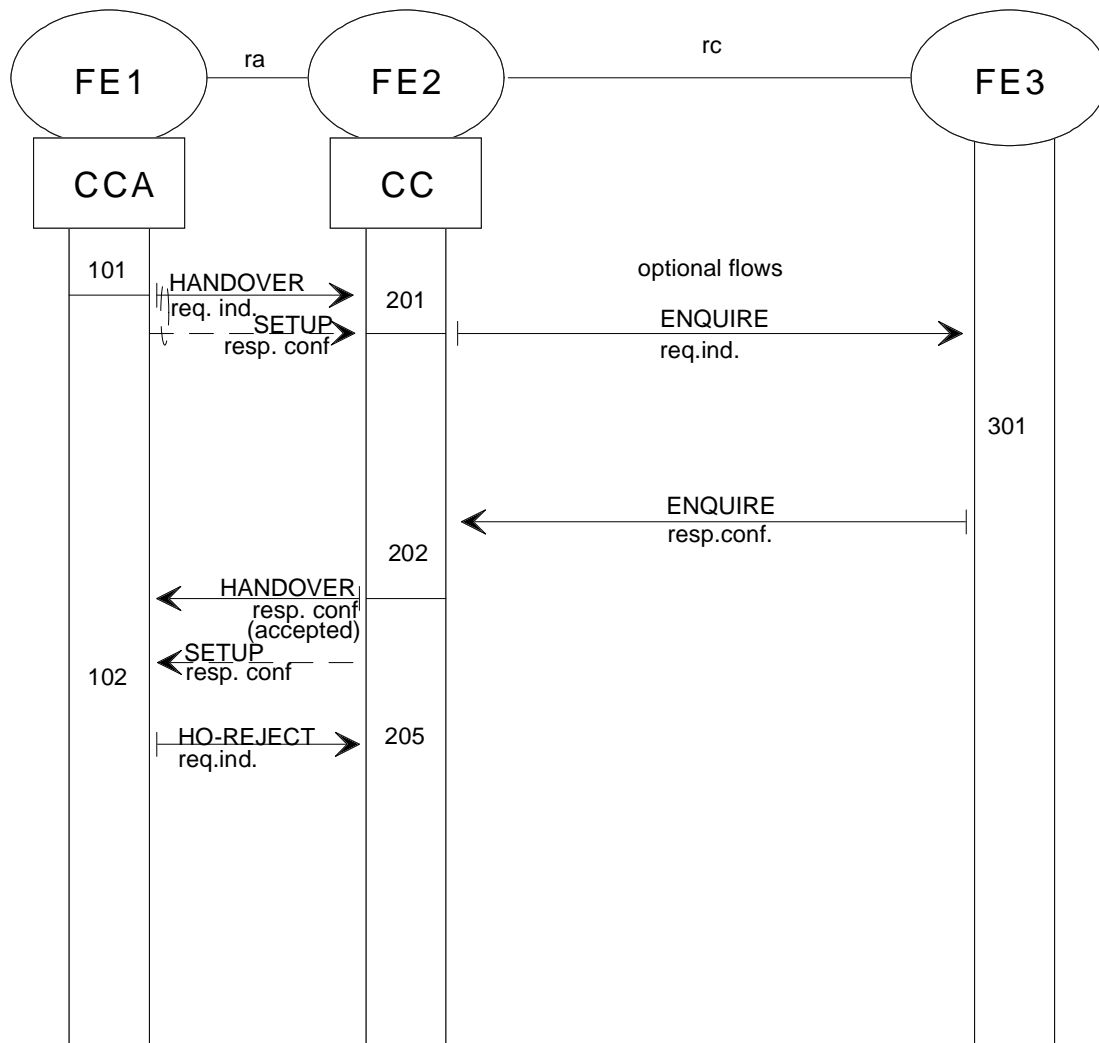 ra
rc
FE1
FE2
FE3
CCA
CC
101
HANDOVER
req. ind.
201
optional flows
SETUP
resp. conf
ENQUIRE
req.ind.
301
ENQUIRE
resp.conf.
202
HANDOVER
resp. conf
(accepted)
SETUP
resp. conf
102
HO-REJECT
req.ind.
205